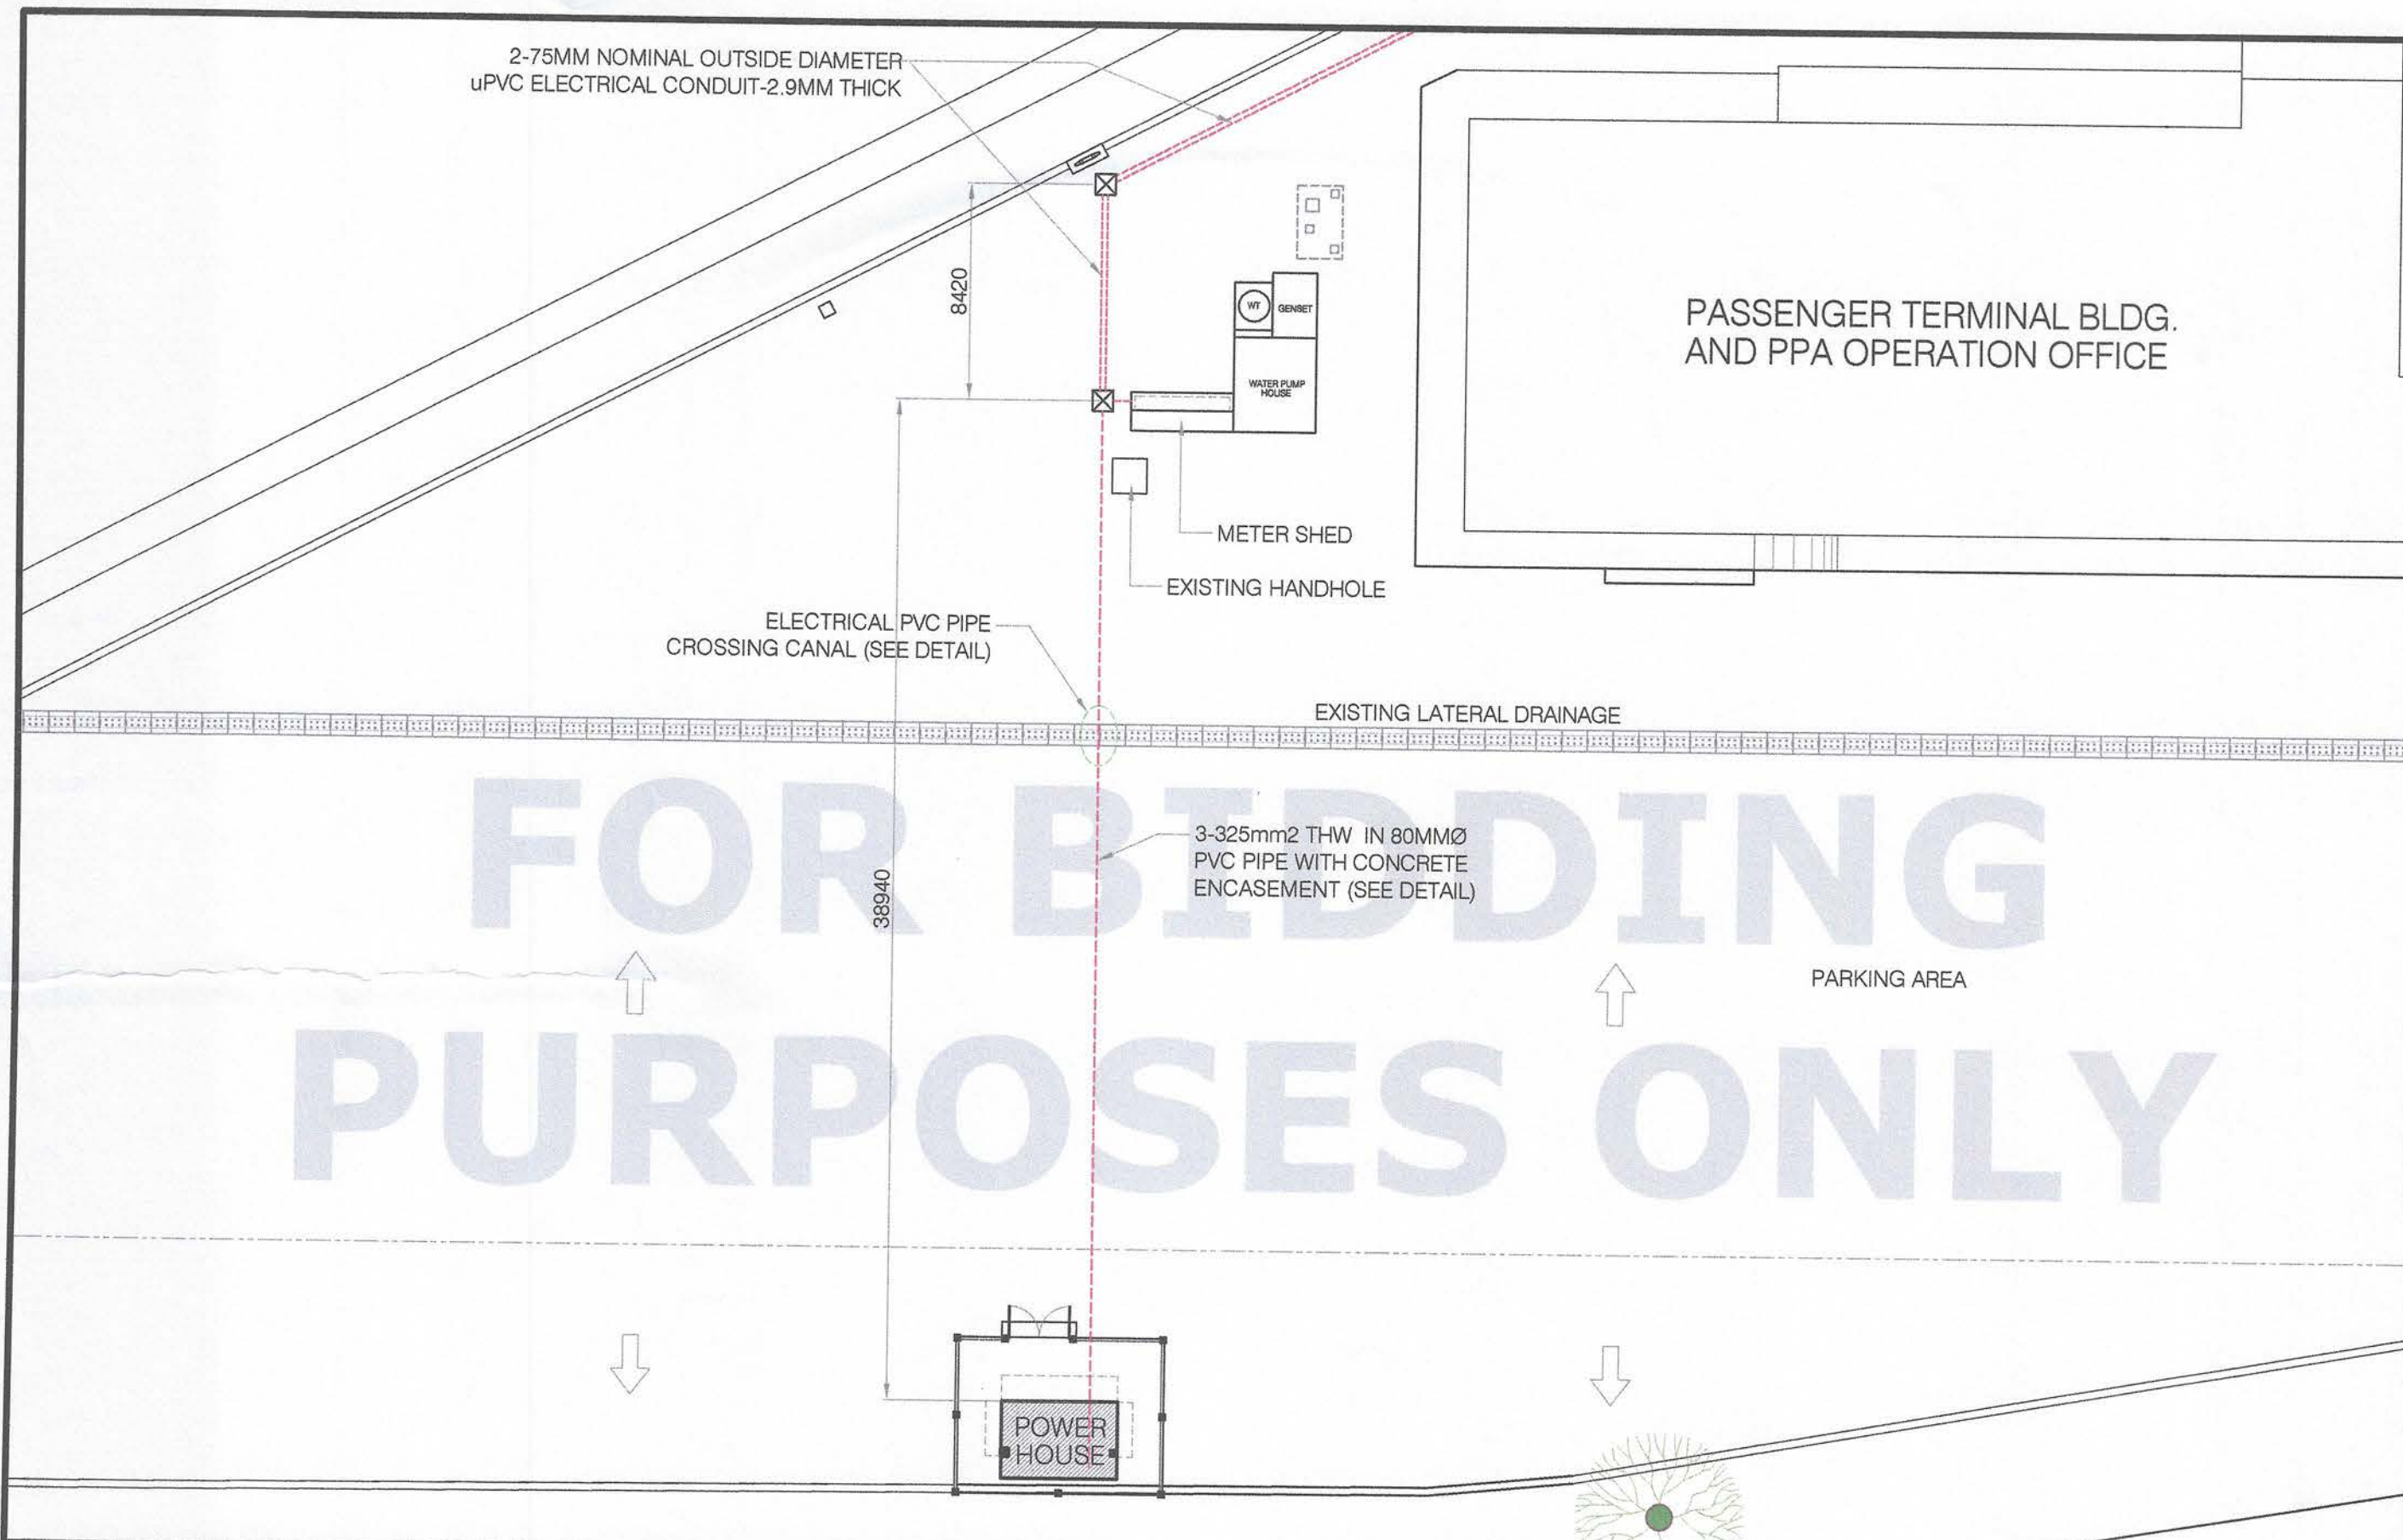 2-75MM NOMINAL OUTSIDE DIAMETER
uPVC ELECTRICAL CONDUIT-2.9MM THICK
8420
WT
GENSET
WATER PUMP
HOUSE
PASSENGER TERMINAL BLDG.
AND PPA OPERATION OFFICE
METER SHED
EXISTING HANDHOLE
ELECTRICAL PVC PIPE
CROSSING CANAL (SEE DETAIL)
EXISTING LATERAL DRAINAGE
3-325mm2 THW IN 80MMØ
PVC PIPE WITH CONCRETE
ENCASEMENT (SEE DETAIL)
38940
FOR BIDDING
PURPOSES ONLY
PARKING AREA
POWER
HOUSE